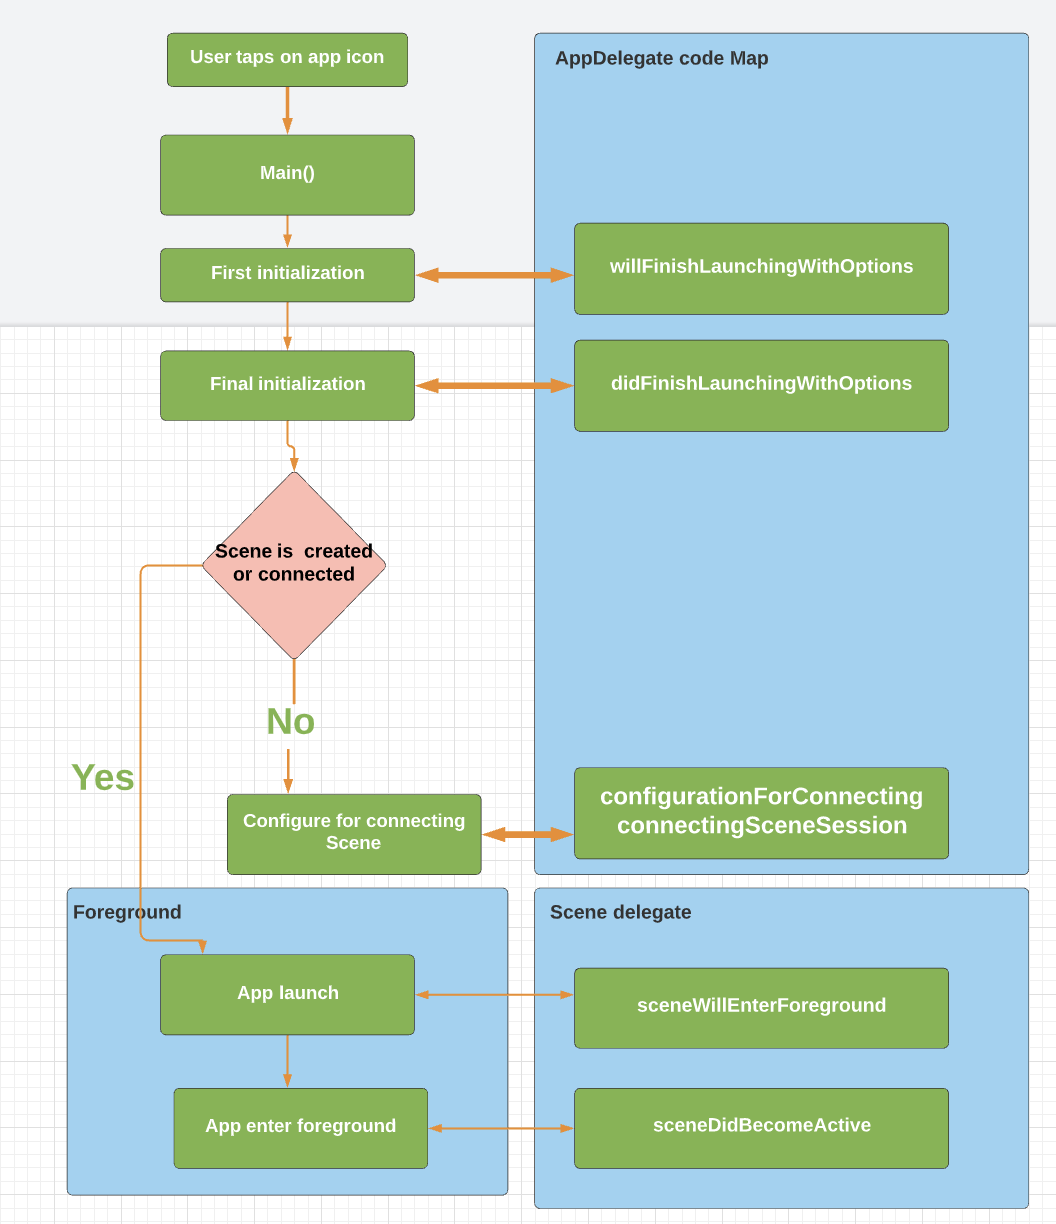 User taps on app icon
AppDelegate code Map
Main()
First initialization
willFinishLaunchingWithOptions
Final initialization
didFinishLaunchingWithOptions
Scene is  created
or connected
No
Yes
Configure for connecting
Scene
configurationForConnecting
connectingSceneSession
Foreground
Scene delegate
App launch
sceneWillEnterForeground
App enter foreground
sceneDidBecomeActive